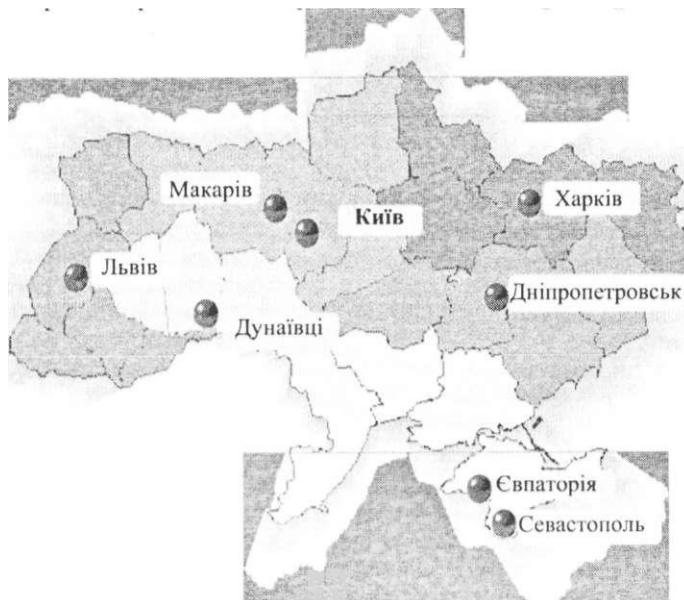 Макарів
Київ
Харків
Львів
Дніпропетровськ
Дунаївці
Євпаторія
Севастополь